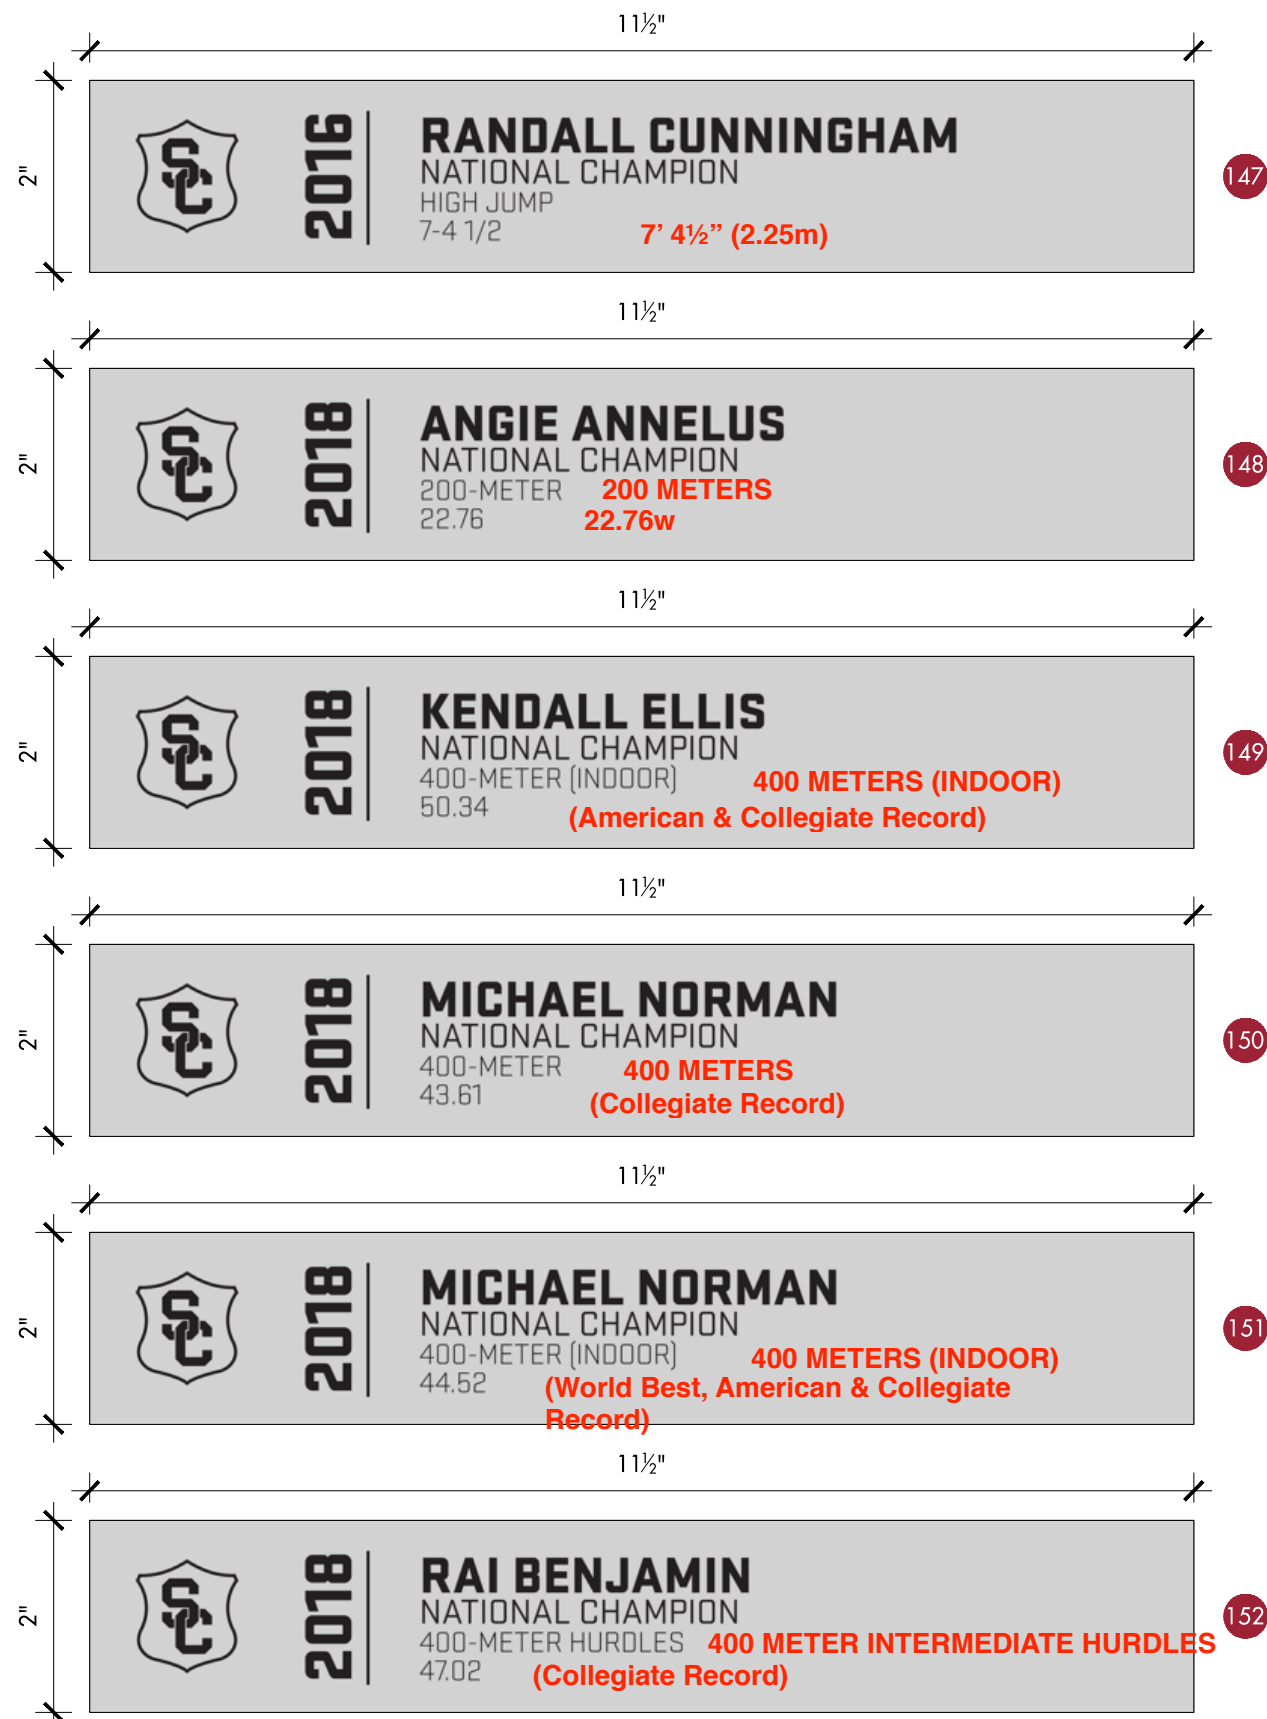 11½"
2"
SC
2016
RANDALL CUNNINGHAM
NATIONAL CHAMPION
HIGH JUMP
7-4 1/2 7’ 4½” (2.25m)
147
11½"
2"
SC
2018
ANGIE ANNELUS
NATIONAL CHAMPION
200-METER 200 METERS
22.76 22.76w
148
11½"
2"
SC
2018
KENDALL ELLIS
NATIONAL CHAMPION
400-METER (INDOOR) 400 METERS (INDOOR)
50.34 (American & Collegiate Record)
149
11½"
2"
SC
2018
MICHAEL NORMAN
NATIONAL CHAMPION
400-METER 400 METERS
43.61 (Collegiate Record)
150
11½"
2"
SC
2018
MICHAEL NORMAN
NATIONAL CHAMPION
400-METER (INDOOR) 400 METERS (INDOOR)
44.52 (World Best, American & Collegiate
Record)
151
11½"
2"
SC
2018
RAI BENJAMIN
NATIONAL CHAMPION
400-METER HURDLES 400 METER INTERMEDIATE HURDLES
47.02 (Collegiate Record)
152